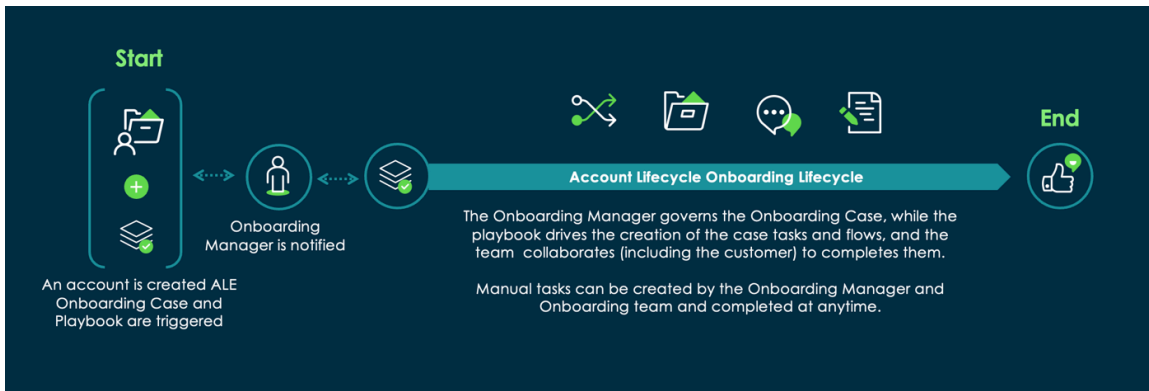 Start
An account is created ALE
Onboarding Case and
Playbook are triggered
Onboarding
Manager is notified
Account Lifecycle Onboarding Lifecycle
The Onboarding Manager governs the Onboarding Case, while the
playbook drives the creation of the case tasks and flows, and the
team collaborates (including the customer) to completes them.
Manual tasks can be created by the Onboarding Manager and
Onboarding team and completed at anytime.
End